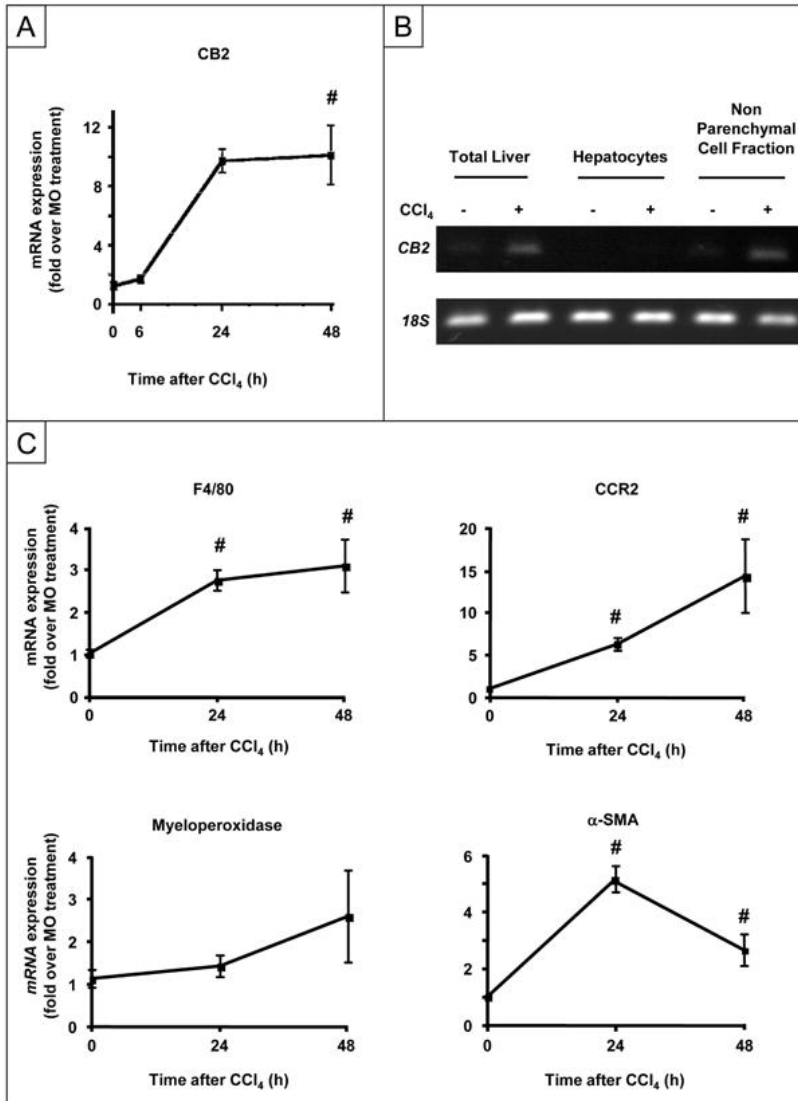 A
CB2
mRNA expression
(fold over MO treatment)
#
12
8
4
0
0 6 24 48
Time after CCl₄ (h)
B
Total Liver Hepatocytes Non Parenchymal Cell Fraction
CCl₄ - + - + - +
CB2
18S
C
F4/80
mRNA expression
(fold over MO treatment)
# #
4
3
2
1
0
0 24 48
Time after CCl₄ (h)
CCR2
# #
20
15
10
5
0
0 24 48
Time after CCl₄ (h)
Myeloperoxidase
mRNA expression
(fold over MO treatment)
4
3
2
1
0
0 24 48
Time after CCl₄ (h)
α-SMA
# #
6
4
2
0
0 24 48
Time after CCl₄ (h)